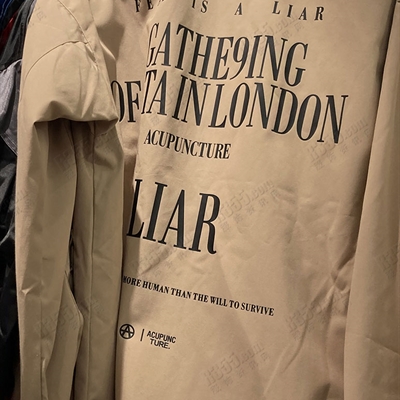 IS A LIAR
GATHE9ING
OF TA IN LONDON
ACUPUNCTURE
LIAR
MORE HUMAN THAN THE WILL TO SURVIVE
ACUPUNC
TURE.